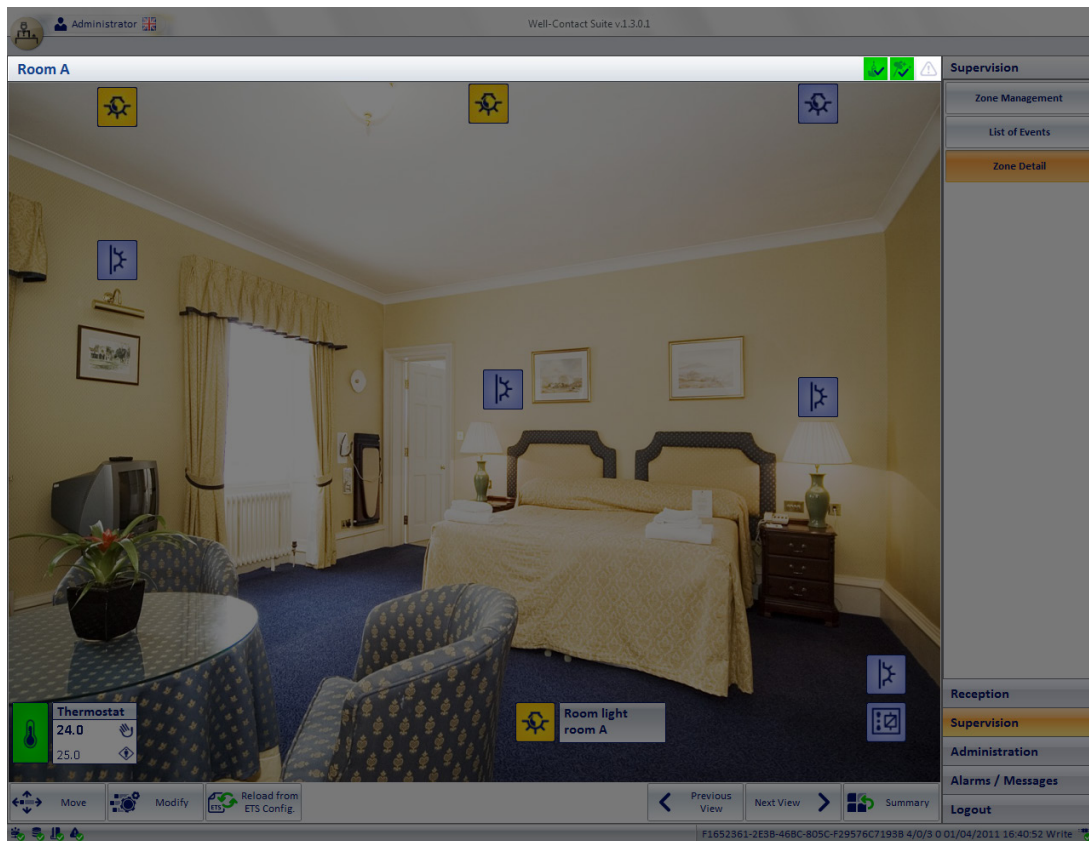 Administrator
Well-Contact Suite v.1.3.0.1
Room A
Supervision
Zone Management
List of Events
Zone Detail
Thermostat
24.0
25.0
Room light
room A
Reception
Supervision
Administration
Alarms / Messages
Logout
Move
Modify
ETS
Reload from
ETS Config.
Previous
View
Next View
Summary
F1652361-2E3B-46BC-805C-F29576C7193B 4/0/3 0 01/04/2011 16:40:52 Write